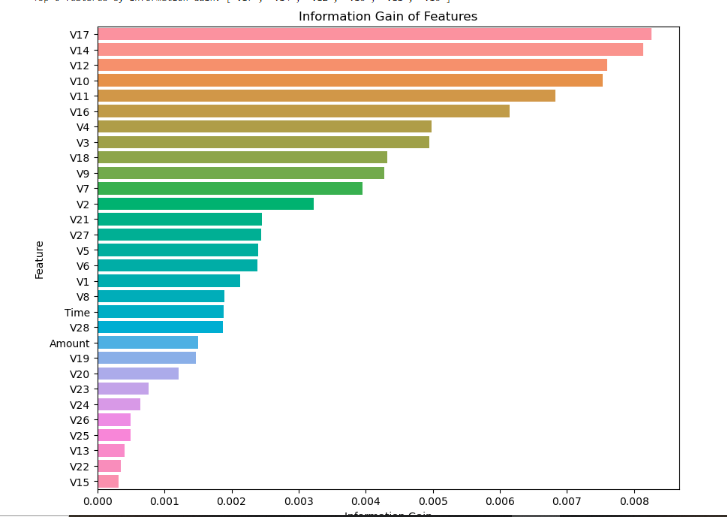 Information Gain of Features
V17
V14
V12
V10
V11
V16
V4
V3
V18
V9
V7
V2
V21
V27
V5
V6
V1
V8
Time
V28
Amount
V19
V20
V23
V24
V26
V25
V13
V22
V15
Feature
0.000 0.001 0.002 0.003 0.004 0.005 0.006 0.007 0.008
Information Gain